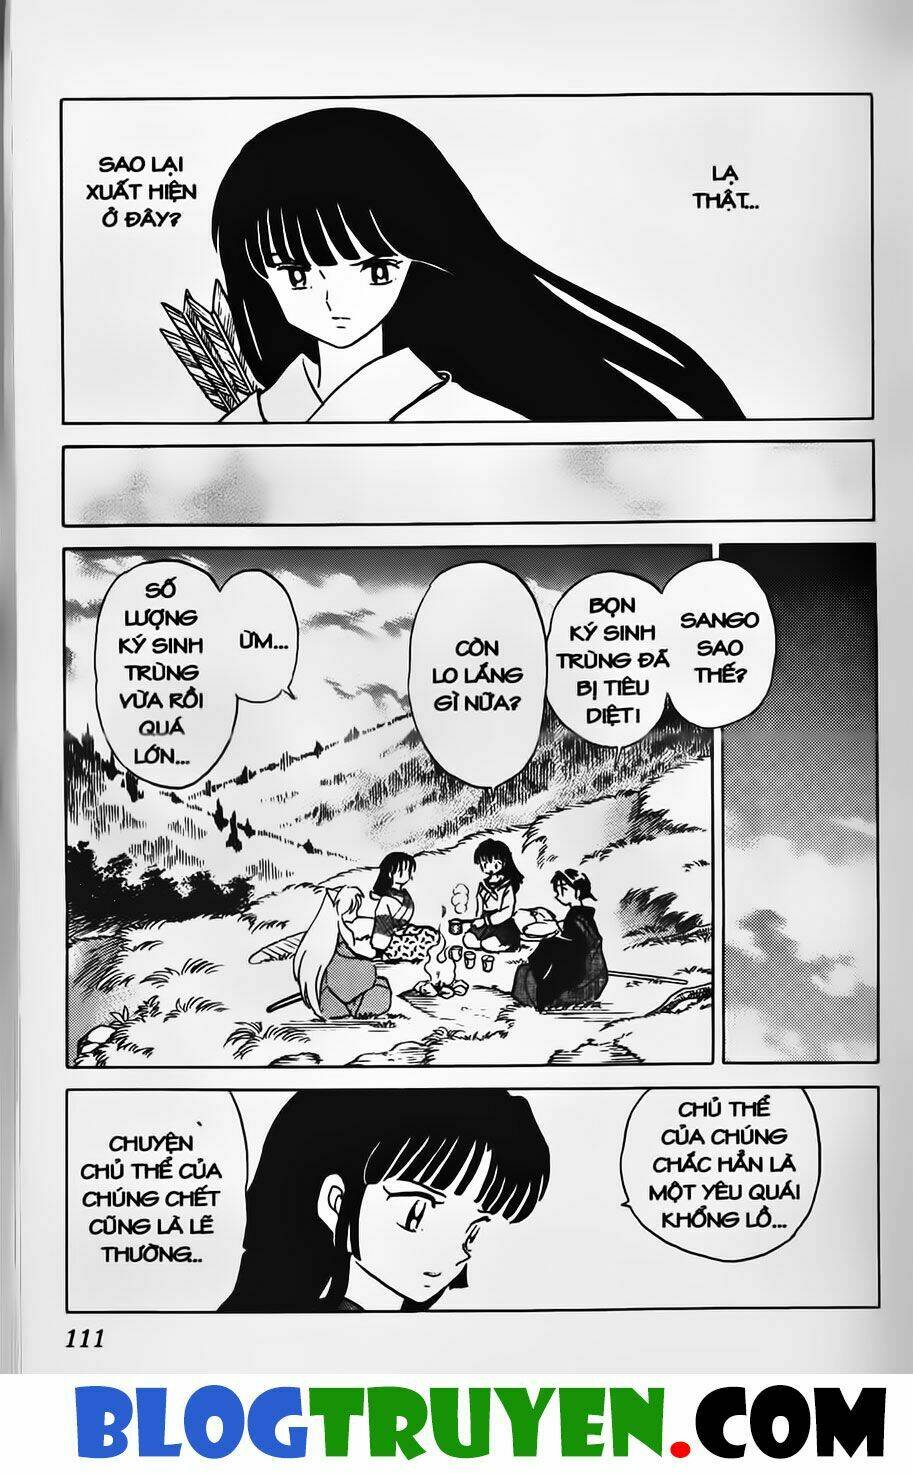 LẠ
THẬT...
SAO LẠI
XUẤT HIỆN
Ở ĐÂY?
SANGO
SAO
THẾ?
BỌN
KÝ SINH
TRÙNG ĐÃ
BỊ TIÊU
DIỆT!
CÒN
LO LẮNG
GÌ NỮA?
ỪM...
SỐ
LƯỢNG
KÝ SINH
TRÙNG
VỪA RỒI
QUÁ
LỚN...
CHỦ THỂ
CỦA CHÚNG
CHẮC HẲN LÀ
MỘT YÊU QUÁI
KHỔNG LỒ...
CHUYỆN
CHỦ THỂ CỦA
CHÚNG CHẾT
CŨNG LÀ LẼ
THƯỜNG...
111
BLOGTRUYEN.COM